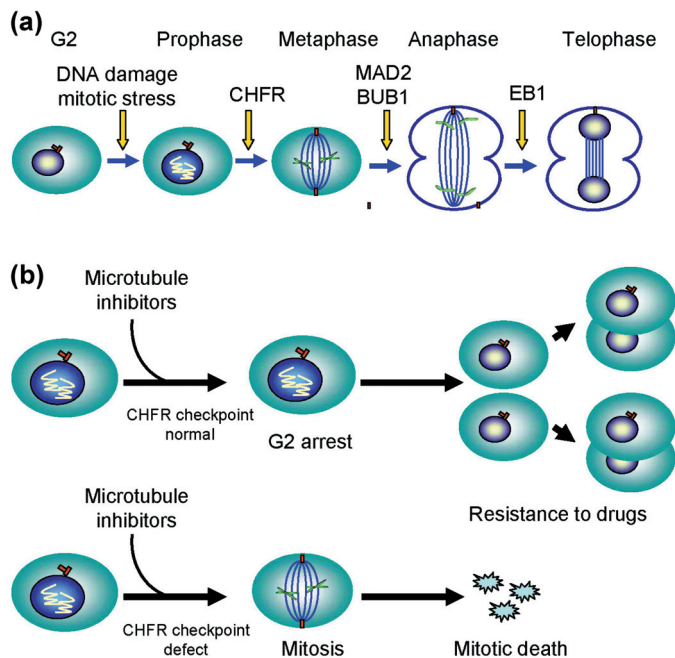 (a)
G2 Prophase Metaphase Anaphase Telophase
DNA damage
mitotic stress
CHFR
MAD2
BUB1
EB1
(b)
Microtubule
inhibitors
CHFR checkpoint
normal
G2 arrest
Resistance to drugs
Microtubule
inhibitors
CHFR checkpoint
defect
Mitosis
Mitotic death